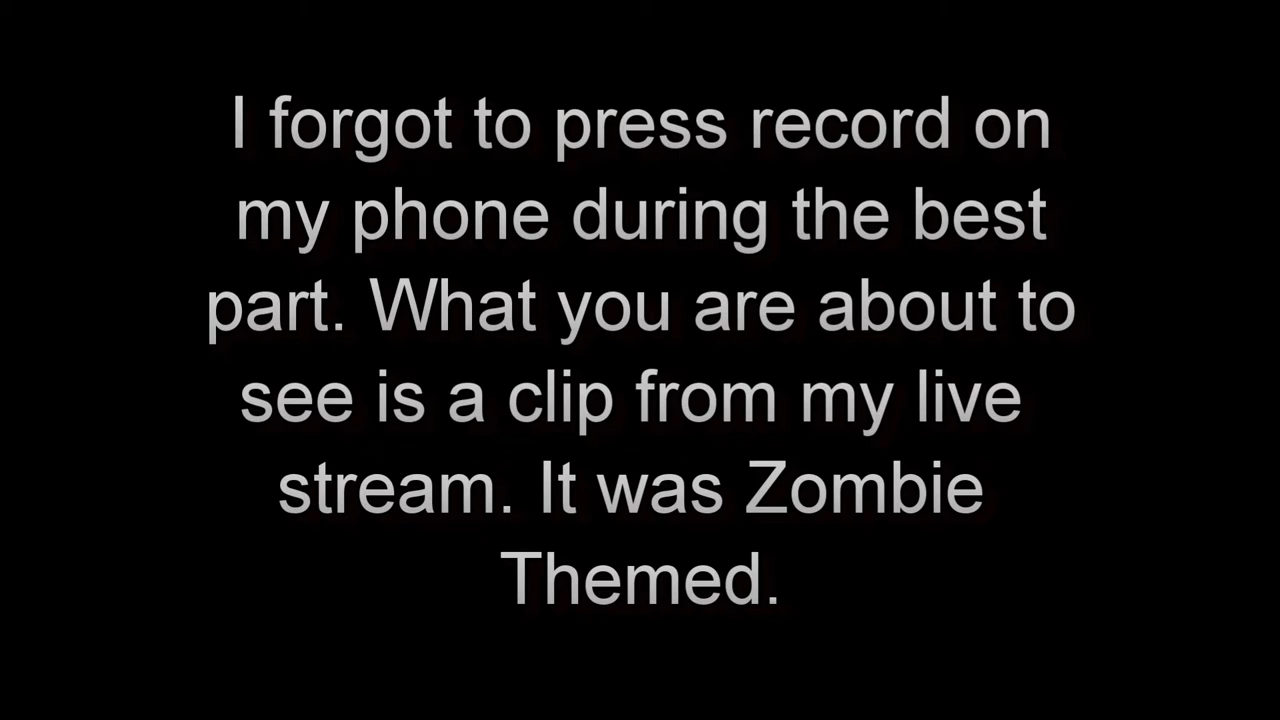 I forgot to press record on
my phone during the best
part. What you are about to
see is a clip from my live
stream. It was Zombie
Themed.